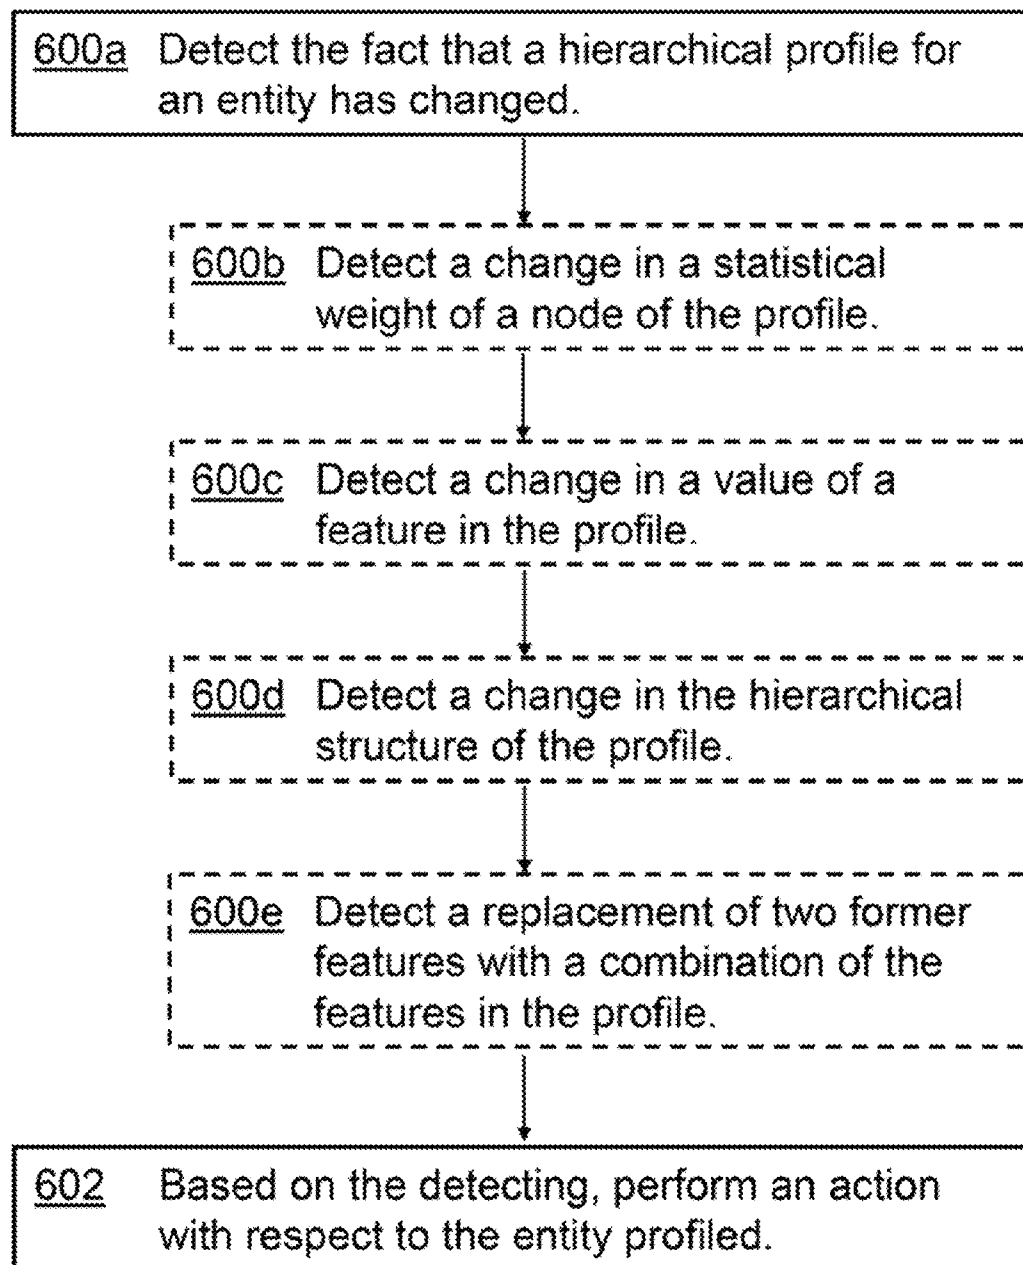 600a Detect the fact that a hierarchical profile for
an entity has changed.
600b Detect a change in a statistical
weight of a node of the profile.
600c Detect a change in a value of a
feature in the profile.
600d Detect a change in the hierarchical
structure of the profile.
600e Detect a replacement of two former
features with a combination of the
features in the profile.
602 Based on the detecting, perform an action
with respect to the entity profiled.